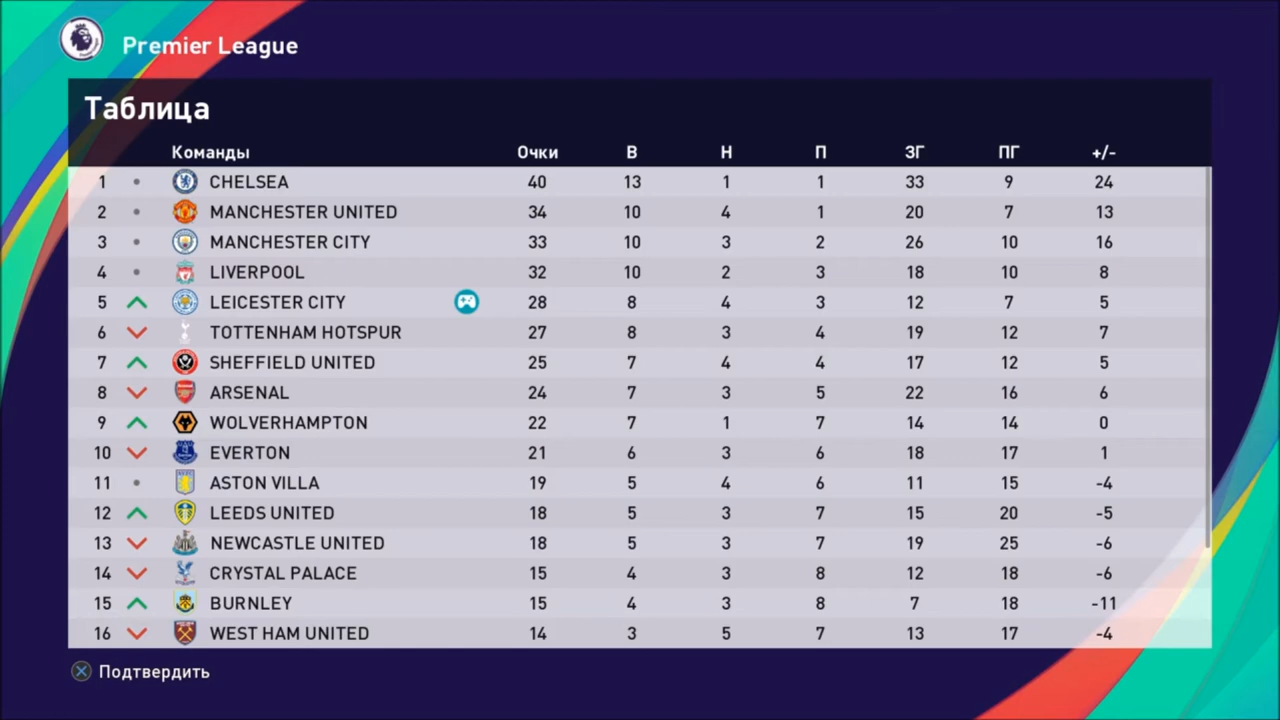 Premier League
Таблица
Команды Очки В Н П ЗГ ПГ +/-
1 CHELSEA 40 13 1 1 33 9 24
2 MANCHESTER UNITED 34 10 4 1 20 7 13
3 MANCHESTER CITY 33 10 3 2 26 10 16
4 LIVERPOOL 32 10 2 3 18 10 8
5 LEICESTER CITY 28 8 4 3 12 7 5
6 TOTTENHAM HOTSPUR 27 8 3 4 19 12 7
7 SHEFFIELD UNITED 25 7 4 4 17 12 5
8 ARSENAL 24 7 3 5 22 16 6
9 WOLVERHAMPTON 22 7 1 7 14 14 0
10 EVERTON 21 6 3 6 18 17 1
11 ASTON VILLA 19 5 4 6 11 15 -4
12 LEEDS UNITED 18 5 3 7 15 20 -5
13 NEWCASTLE UNITED 18 5 3 7 19 25 -6
14 CRYSTAL PALACE 15 4 3 8 12 18 -6
15 BURNLEY 15 4 3 8 7 18 -11
16 WEST HAM UNITED 14 3 5 7 13 17 -4
Подтвердить